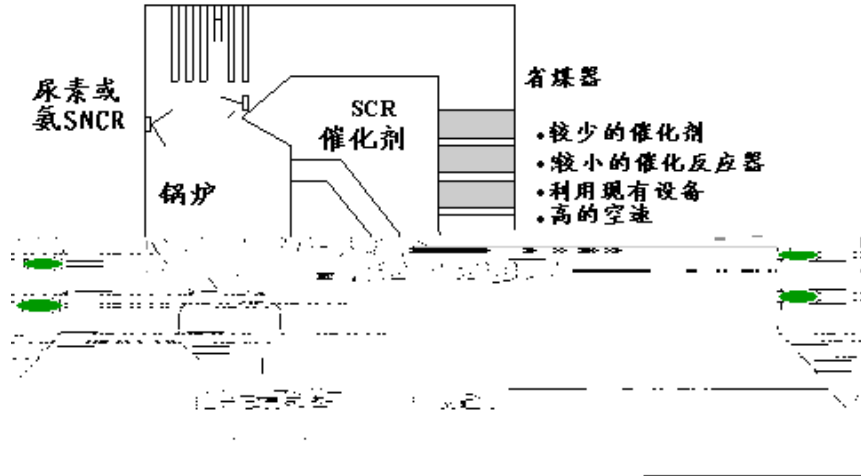 尿素或
氨SNCR
锅炉
SCR
催化剂
省煤器
•较少的催化剂
•较小的催化反应器
•利用现有设备
•高的空速